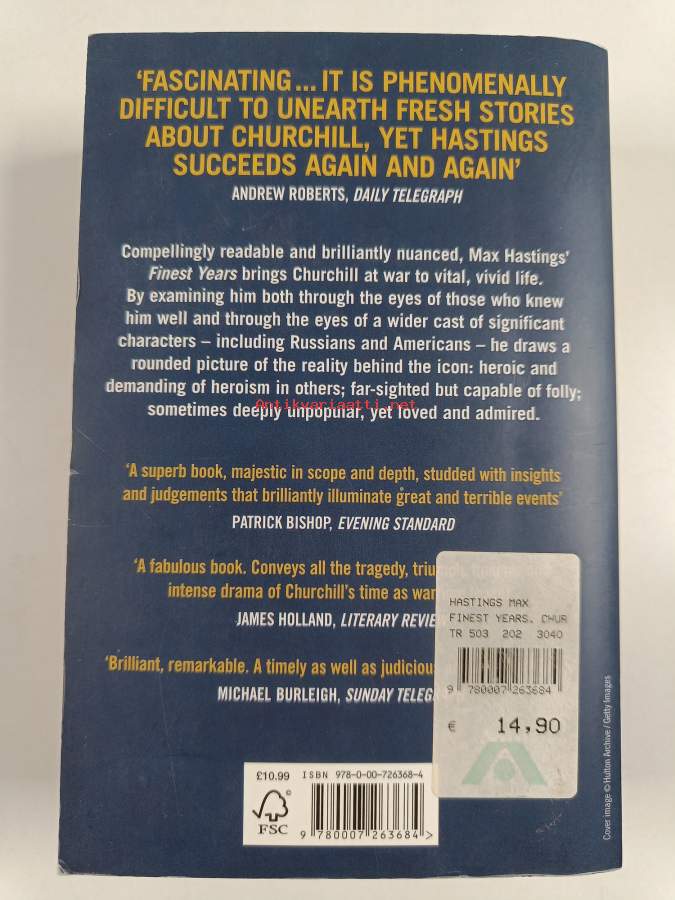 ‘FASCINATING... IT IS PHENOMENALLY
DIFFICULT TO UNEARTH FRESH STORIES
ABOUT CHURCHILL, YET HASTINGS
SUCCEEDS AGAIN AND AGAIN’
ANDREW ROBERTS, DAILY TELEGRAPH
Compellingly readable and brilliantly nuanced, Max Hastings’
Finest Years brings Churchill at war to vital, vivid life.
By examining him both through the eyes of those who knew
him well and through the eyes of a wider cast of significant
characters – including Russians and Americans – he draws a
rounded picture of the reality behind the icon: heroic and
demanding of heroism in others; far-sighted but capable of folly;
sometimes deeply unpopular, yet loved and admired.
Antikvariaatti.net
‘A superb book, majestic in scope and depth, studded with insights
and judgements that brilliantly illuminate great and terrible events’
PATRICK BISHOP, EVENING STANDARD
‘A fabulous book. Conveys all the tragedy,
intense drama of Churchill’s time as
JAMES HOLLAND, LITERARY
‘Brilliant, remarkable. A timely as well as
MICHAEL BURLEIGH, SUNDAY
HASTINGS MAX
FINEST YEARS. CHUR
TR 503 202 3040
9 780007 263684
€ 14,90
£10.99 ISBN 978-0-00-726368-4
FSC
9 780007 263684 >
Cover image © Hulton Archive / Getty Images